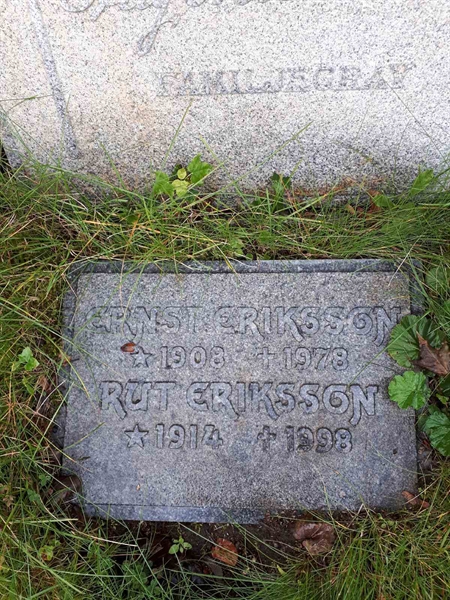 FAMILJEGRAV
ERNST ERIKSSON
★ 1908 ✝ 1978
RUT ERIKSSON
★ 1914 ✝ 1998